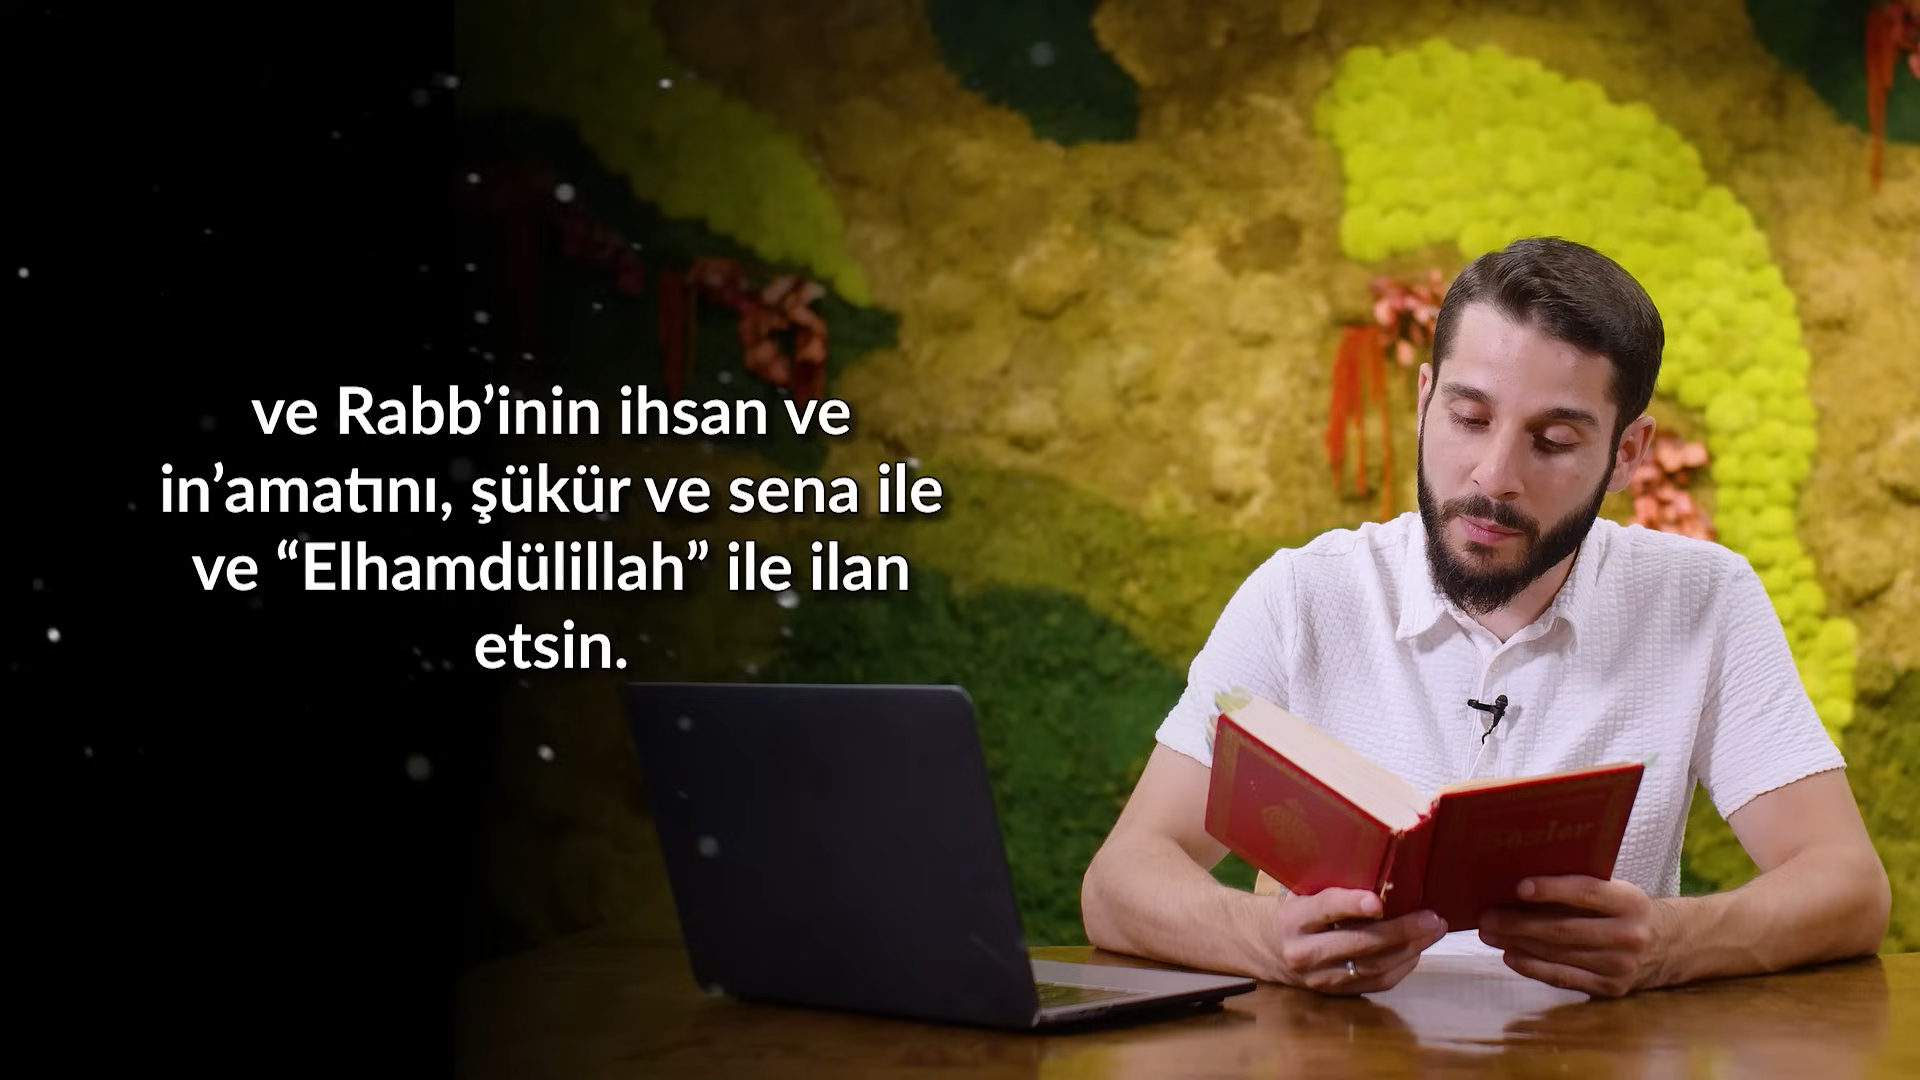 ve Rabb’inin ihsan ve
in’amatını, şükür ve sena ile
ve “Elhamdülillah” ile ilan
etsin.